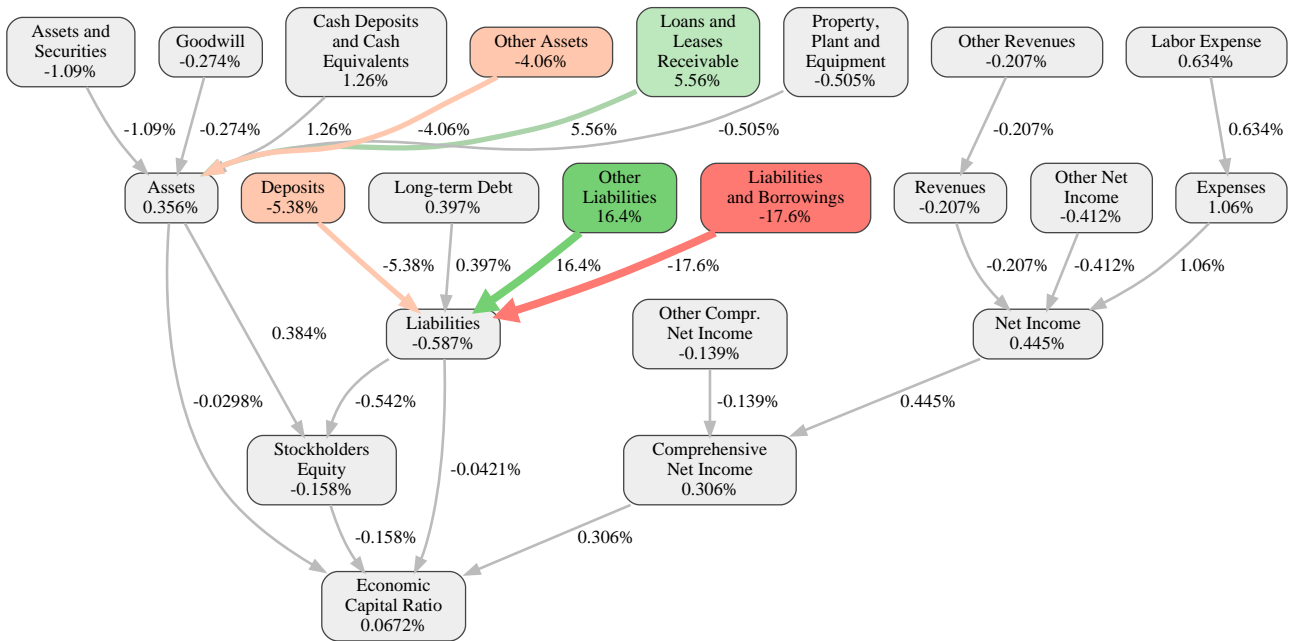 Assets and
Securities
-1.09%
Goodwill
-0.274%
Cash Deposits
and Cash
Equivalents
1.26%
Other Assets
-4.06%
Loans and
Leases
Receivable
5.56%
Property,
Plant and
Equipment
-0.505%
Other Revenues
-0.207%
Labor Expense
0.634%
-1.09%
-0.274%
1.26%
-4.06%
5.56%
-0.505%
-0.207%
0.634%
Assets
0.356%
Deposits
-5.38%
Long-term Debt
0.397%
Other
Liabilities
16.4%
Liabilities
and Borrowings
-17.6%
Revenues
-0.207%
Other Net
Income
-0.412%
Expenses
1.06%
-5.38%
0.397%
16.4%
-17.6%
-0.207%
-0.412%
1.06%
0.384%
Liabilities
-0.587%
Other Compr.
Net Income
-0.139%
Net Income
0.445%
-0.0298%
-0.542%
-0.139%
0.445%
Stockholders
Equity
-0.158%
-0.0421%
Comprehensive
Net Income
0.306%
-0.158%
0.306%
Economic
Capital Ratio
0.0672%